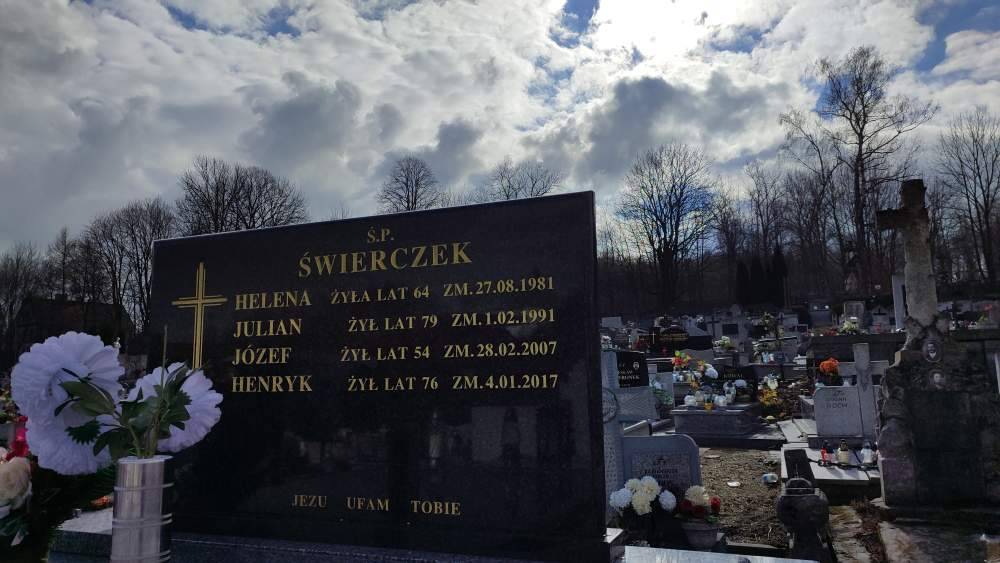 Ś.P.
ŚWIERCZEK
HELENA ŻYŁA LAT 64 ZM. 27.08.1981
JULIAN ŻYŁ LAT 79 ZM. 1.02.1991
JÓZEF ŻYŁ LAT 54 ZM. 28.02.2007
HENRYK ŻYŁ LAT 76 ZM. 4.01.2017
JEZU UFAM TOBIE